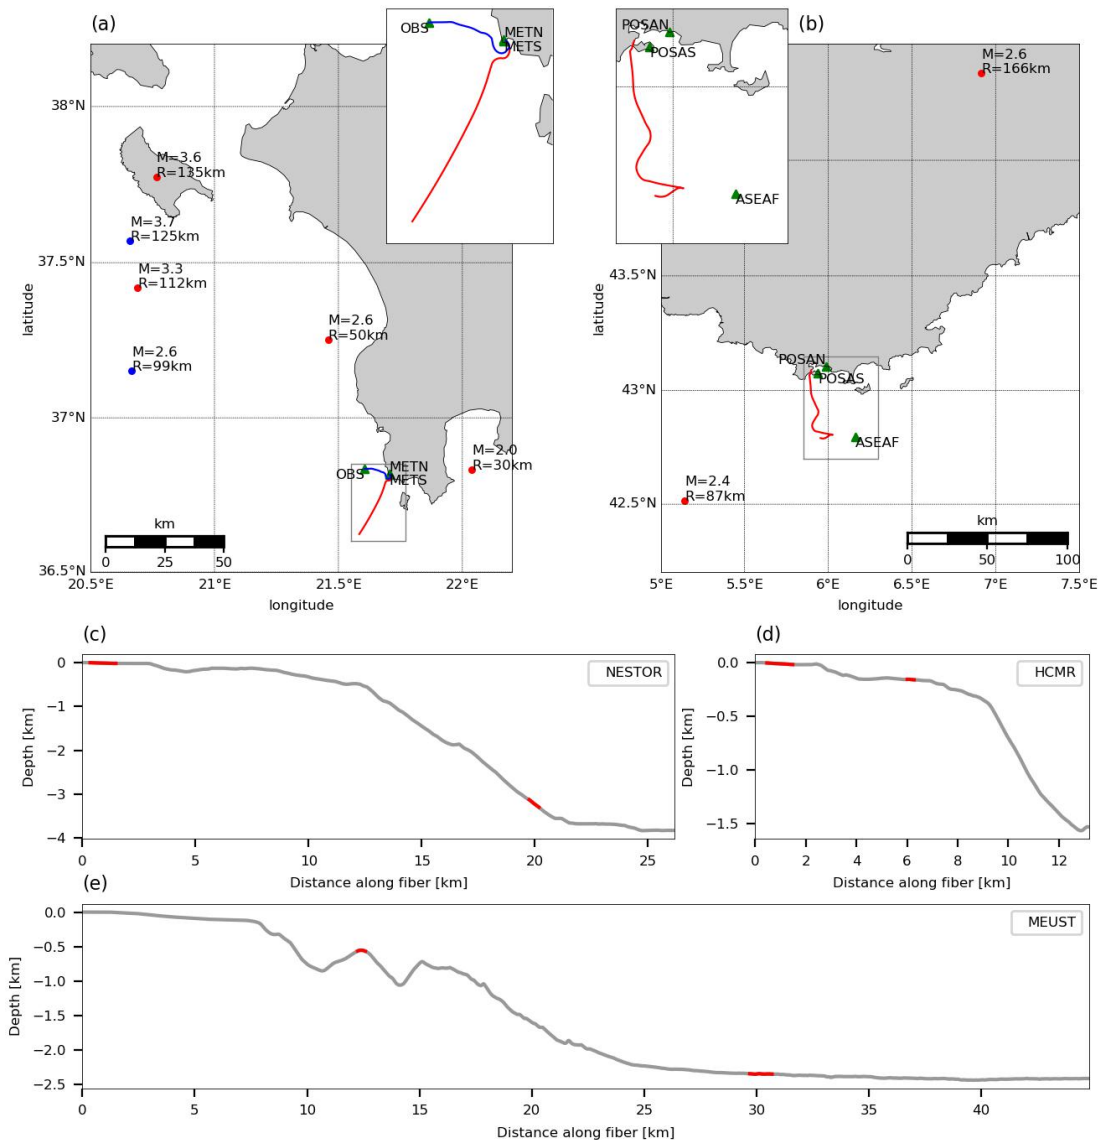 (a)
OBS
METN
METS
38°N
37.5°N
37°N
36.5°N
latitude
M=3.6
R=135km
M=3.7
R=125km
M=3.3
R=112km
M=2.6
R=50km
M=2.6
R=99km
M=2.0
R=30km
OBS
METN
METS
km
0 25 50
20.5°E 21°E 21.5°E 22°E
longitude
(b)
POSAN
POSAS
ASEAF
M=2.6
R=166km
43.5°N
43°N
42.5°N
latitude
POSAN
POSAS
ASEAF
M=2.4
R=87km
km
0 50 100
5°E 5.5°E 6°E 6.5°E 7°E 7.5°E
longitude
(c)
NESTOR
0
−1
−2
−3
−4
Depth [km]
0 5 10 15 20 25
Distance along fiber [km]
(d)
HCMR
0.0
−0.5
−1.0
−1.5
Depth [km]
0 2 4 6 8 10 12
Distance along fiber [km]
(e)
MEUST
0.0
−0.5
−1.0
−1.5
−2.0
−2.5
Depth [km]
0 5 10 15 20 25 30 35 40
Distance along fiber [km]